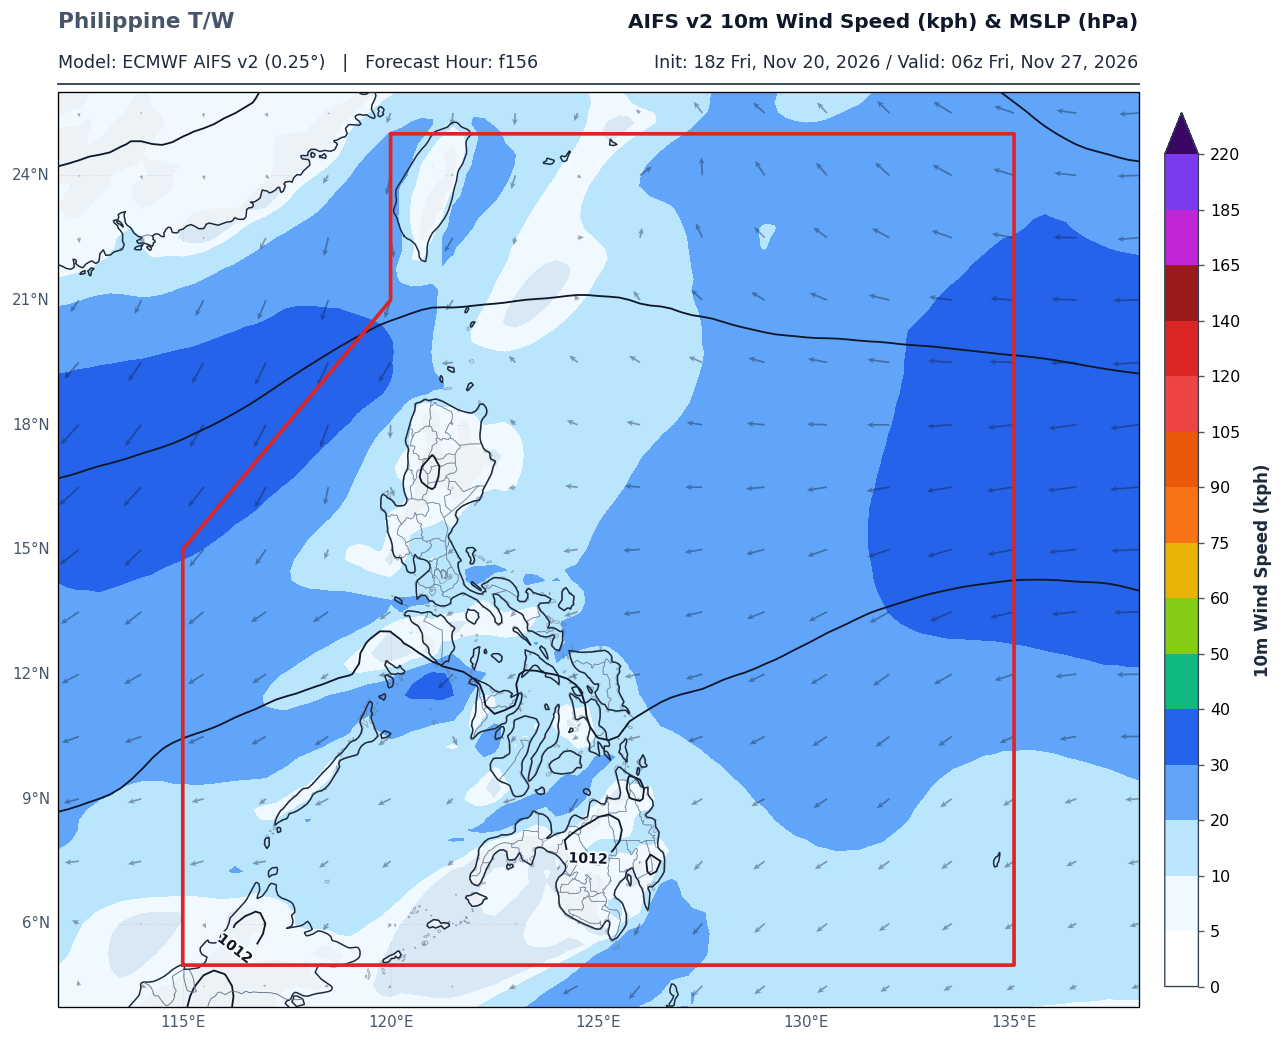 Philippine T/W
AIFS v2 10m Wind Speed (kph) & MSLP (hPa)
Model: ECMWF AIFS v2 (0.25°) | Forecast Hour: f156
Init: 18z Fri, Nov 20, 2026 / Valid: 06z Fri, Nov 27, 2026
24°N
21°N
18°N
15°N
12°N
9°N
6°N
115°E
120°E
125°E
130°E
135°E
1012
1012
220
185
165
140
120
105
90
75
60
50
40
30
20
10
5
0
10m Wind Speed (kph)